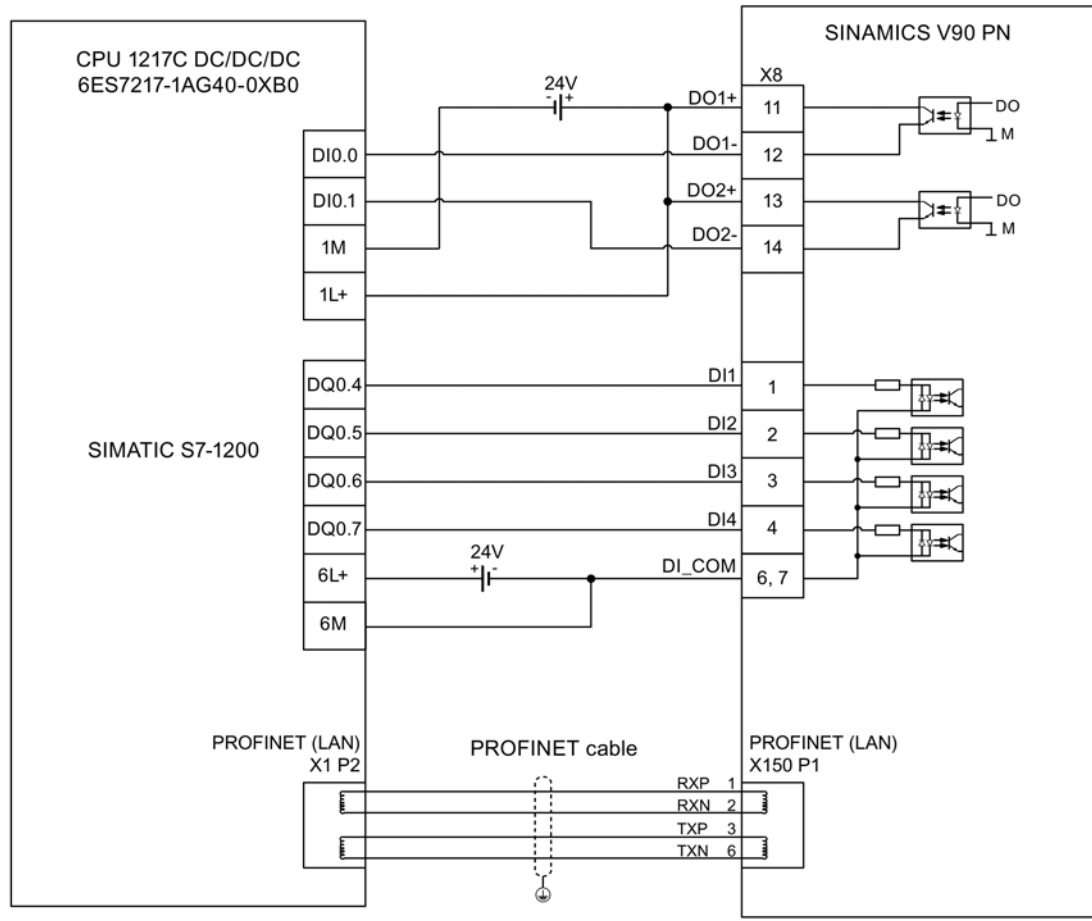 CPU 1217C DC/DC/DC
6ES7217-1AG40-0XB0
SINAMICS V90 PN
X8
24V
- +
DI0.0
DI0.1
1M
1L+
DO1+
DO1-
DO2+
DO2-
11
12
13
14
DO
M
DO
M
SIMATIC S7-1200
DQ0.4
DQ0.5
DQ0.6
DQ0.7
6L+
6M
24V
+ -
DI1
DI2
DI3
DI4
DI_COM
1
2
3
4
6, 7
PROFINET (LAN)
X1 P2
PROFINET cable
PROFINET (LAN)
X150 P1
RXP 1
RXN 2
TXP 3
TXN 6